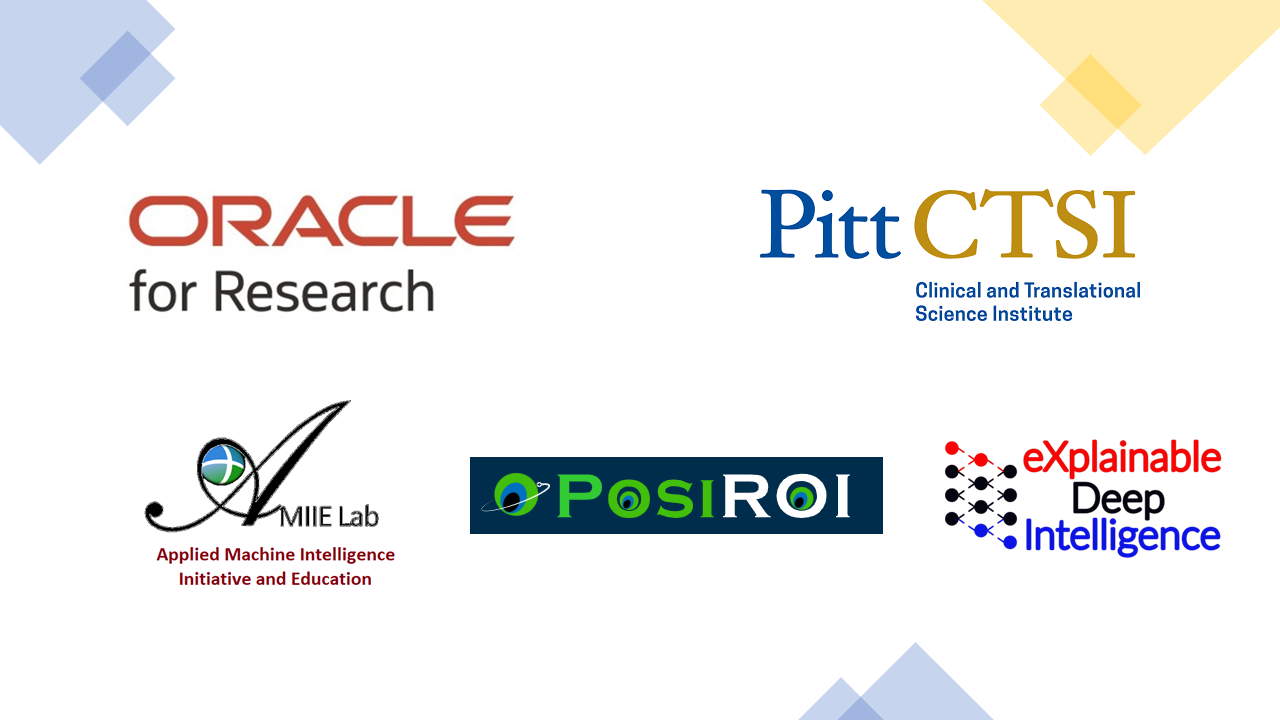 ORACLE
for Research
Pitt CTSI
Clinical and Translational
Science Institute
AMIIE Lab
Applied Machine Intelligence
Initiative and Education
POSIROI
eXplainable
Deep
Intelligence